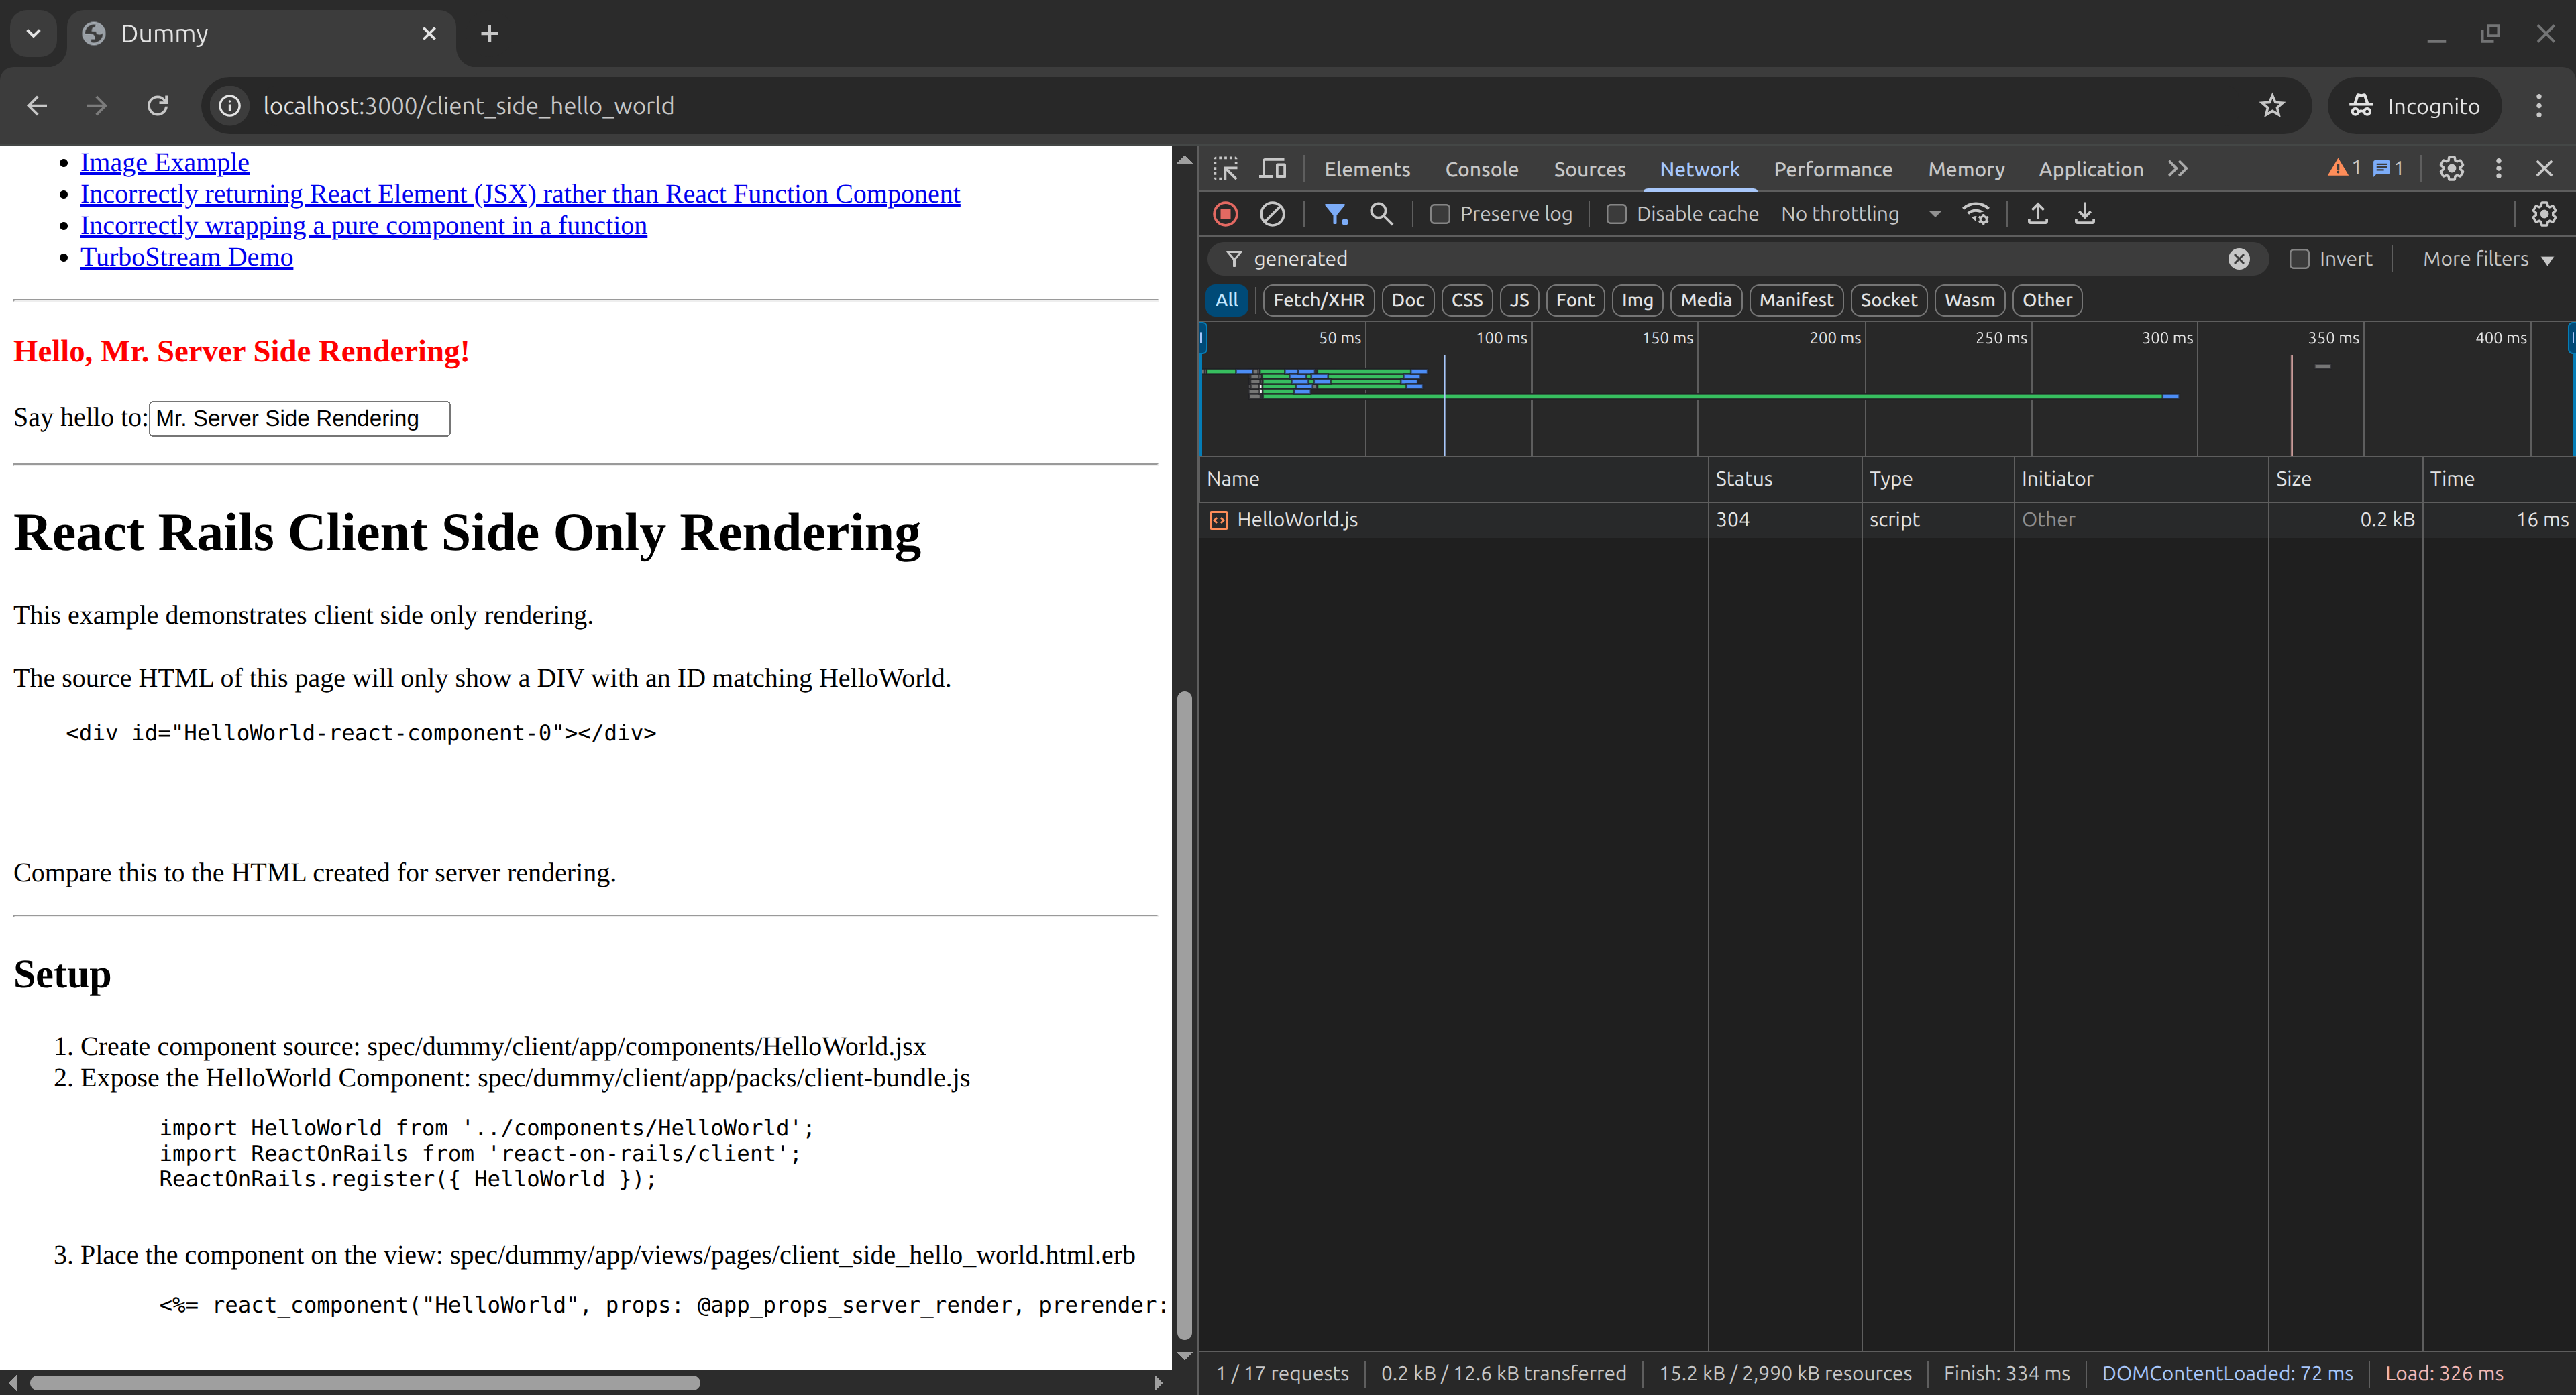 Dummy
localhost:3000/client_side_hello_world
Incognito
Image Example
Incorrectly returning React Element (JSX) rather than React Function Component
Incorrectly wrapping a pure component in a function
TurboStream Demo
Hello, Mr. Server Side Rendering!
Say hello to: Mr. Server Side Rendering
React Rails Client Side Only Rendering
This example demonstrates client side only rendering.
The source HTML of this page will only show a DIV with an ID matching HelloWorld.
<div id="HelloWorld-react-component-0"></div>
Compare this to the HTML created for server rendering.
Setup
1. Create component source: spec/dummy/client/app/components/HelloWorld.jsx
2. Expose the HelloWorld Component: spec/dummy/client/app/packs/client-bundle.js
import HelloWorld from '../components/HelloWorld';
import ReactOnRails from 'react-on-rails/client';
ReactOnRails.register({ HelloWorld });
3. Place the component on the view: spec/dummy/app/views/pages/client_side_hello_world.html.erb
<%= react_component("HelloWorld", props: @app_props_server_render, prerender:
Elements Console Sources Network Performance Memory Application 1 1
Preserve log Disable cache No throttling
generated Invert More filters
All Fetch/XHR Doc CSS JS Font Img Media Manifest Socket Wasm Other
50 ms 100 ms 150 ms 200 ms 250 ms 300 ms 350 ms 400 ms
Name Status Type Initiator Size Time
HelloWorld.js 304 script Other 0.2 kB 16 ms
1 / 17 requests 0.2 kB / 12.6 kB transferred 15.2 kB / 2,990 kB resources Finish: 334 ms DOMContentLoaded: 72 ms Load: 326 ms